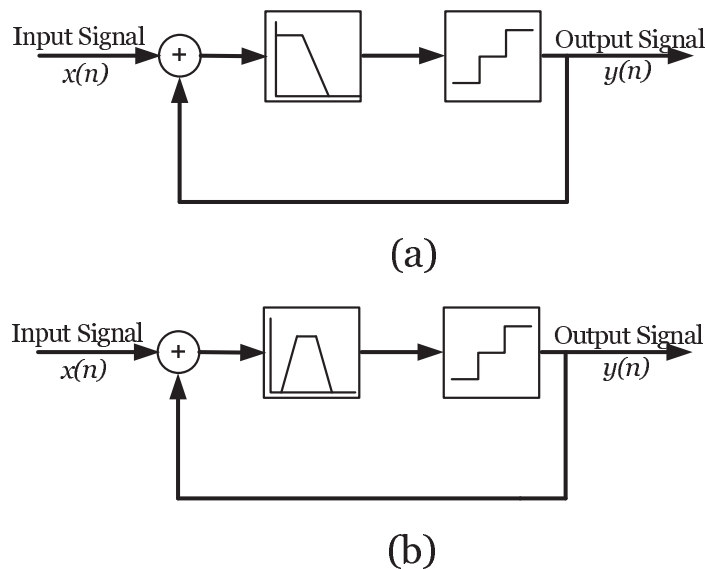 Input Signal
x(n)
+
Output Signal
y(n)
(a)
Input Signal
x(n)
+
Output Signal
y(n)
(b)